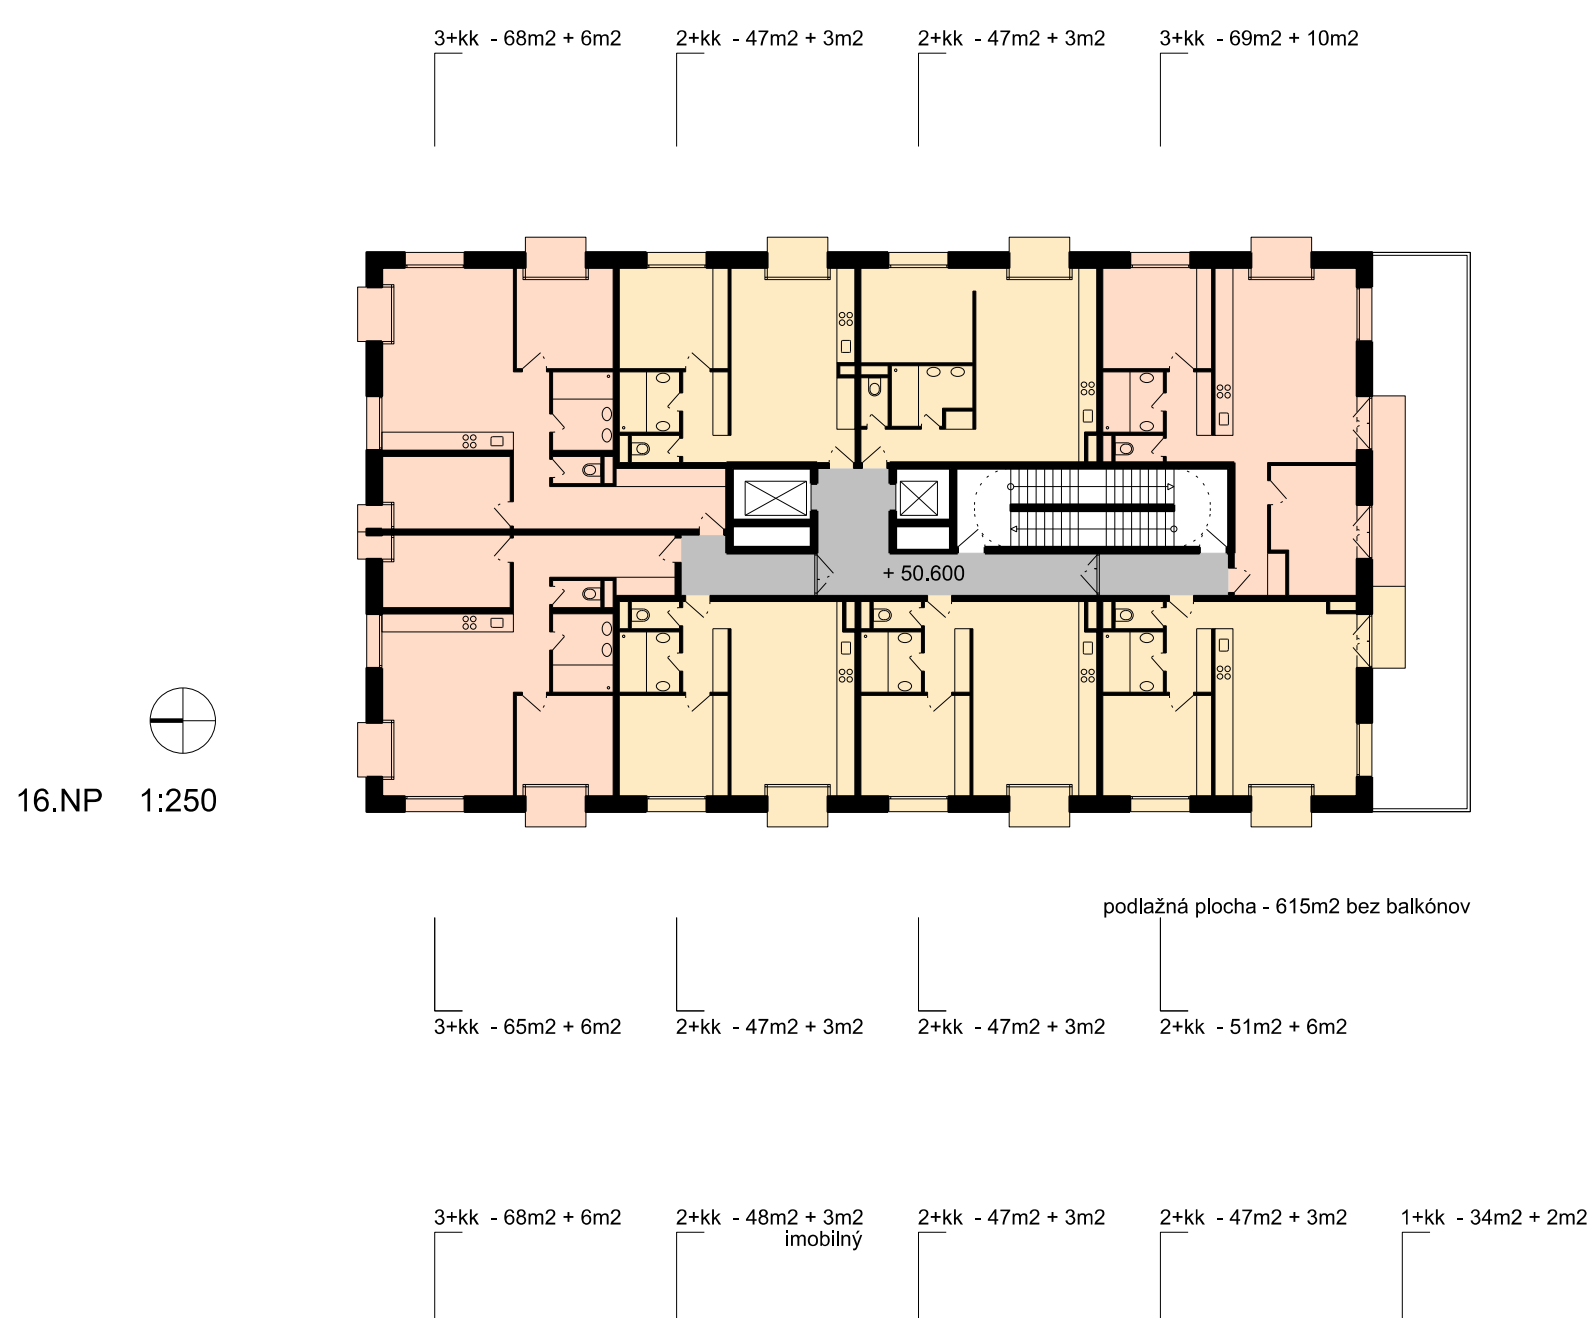 3+kk - 68m2 + 6m2
2+kk - 47m2 + 3m2
2+kk - 47m2 + 3m2
3+kk - 69m2 + 10m2
+ 50.600
16.NP 1:250
podlažná plocha - 615m2 bez balkónov
3+kk - 65m2 + 6m2
2+kk - 47m2 + 3m2
2+kk - 47m2 + 3m2
2+kk - 51m2 + 6m2
3+kk - 68m2 + 6m2
2+kk - 48m2 + 3m2
imobilný
2+kk - 47m2 + 3m2
2+kk - 47m2 + 3m2
1+kk - 34m2 + 2m2